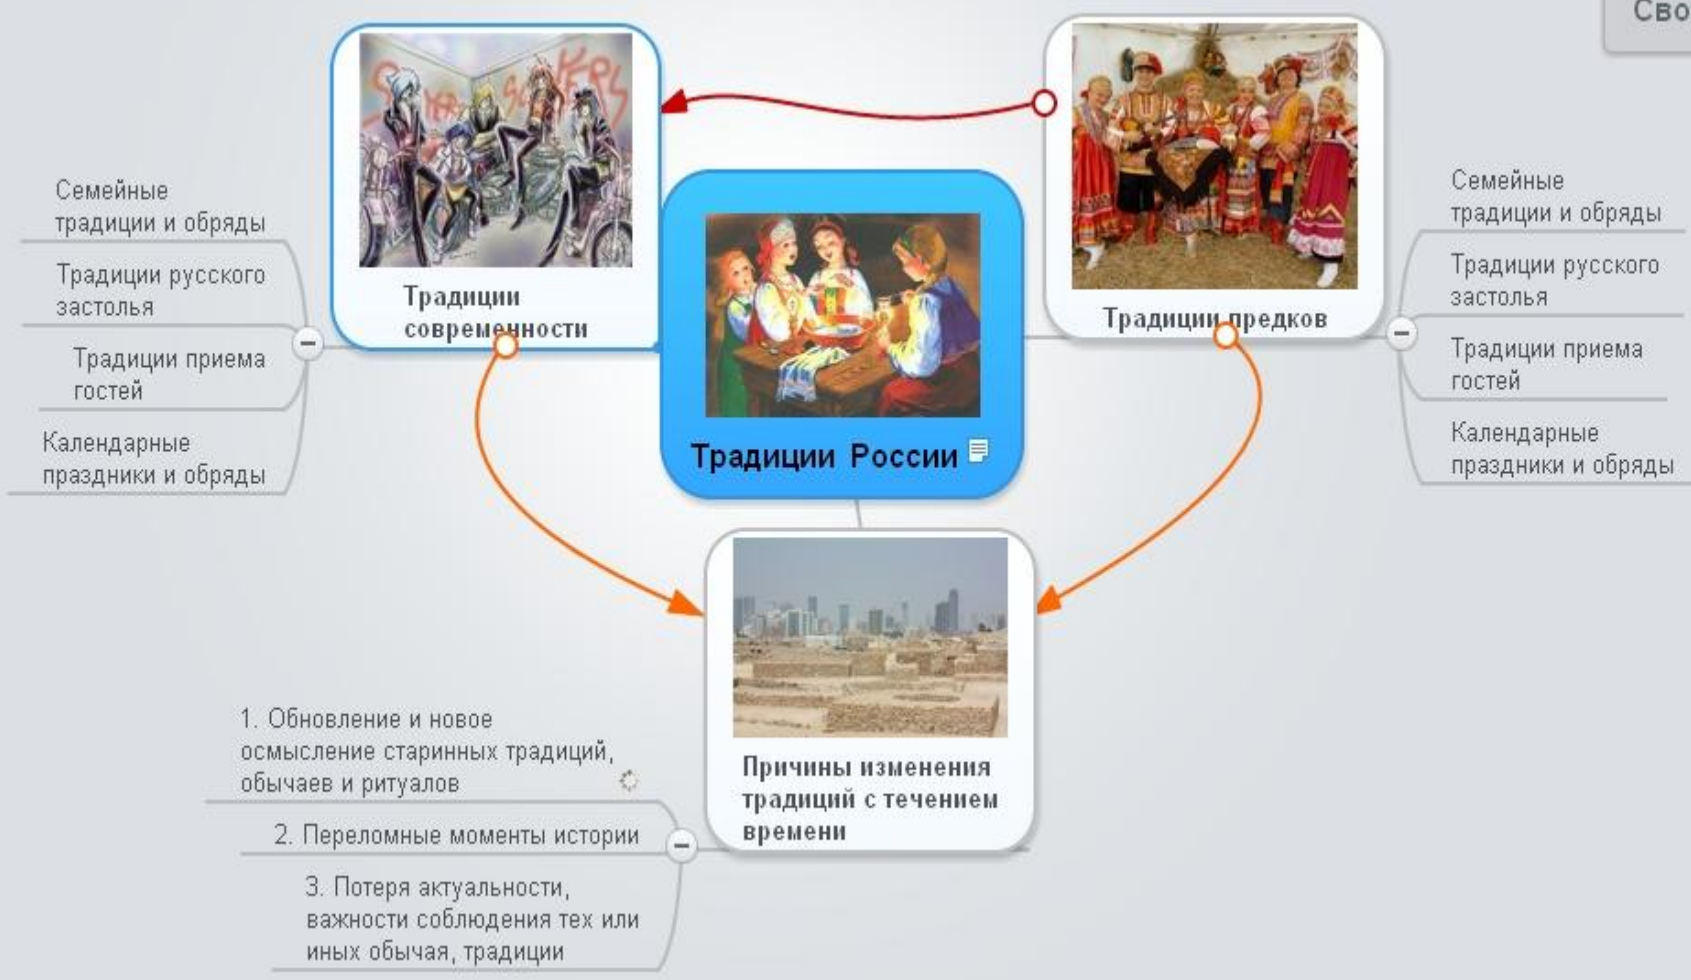 Сво
Традиции
современности
Традиции предков
Традиции России
Семейные
традиции и обряды
Традиции русского
застолья
Традиции приема
гостей
Календарные
праздники и обряды
Семейные
традиции и обряды
Традиции русского
застолья
Традиции приема
гостей
Календарные
праздники и обряды
Причины изменения
традиций с течением
времени
1. Обновление и новое
осмысление старинных традиций,
обычаев и ритуалов
2. Переломные моменты истории
3. Потеря актуальности,
важности соблюдения тех или
иных обычая, традиции